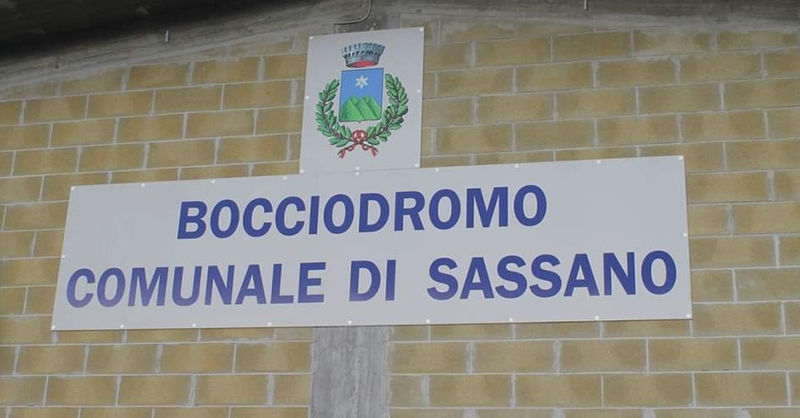 BOCCIODROMO
COMUNALE DI SASSANO